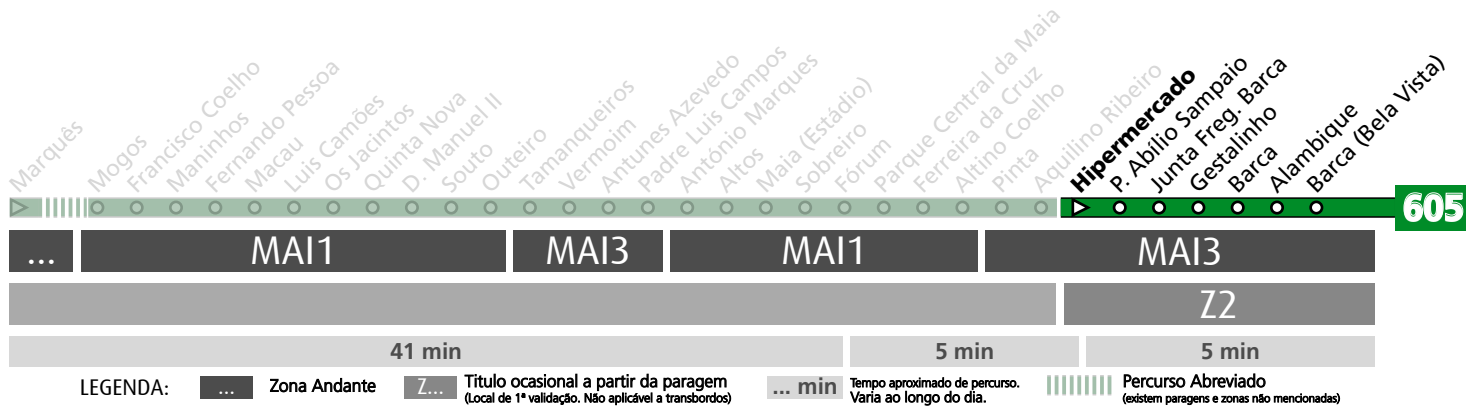 Marquês
Mogos
Francisco Coelho
Maninhos
Fernando Pessoa
Macau
Luis Camões
Os Jacintos
Quinta Nova
D. Manuel II
Souto
Outeiro
Tamanqueiros
Vermoim
Antunes Azevedo
Padre Luis Campos
António Marques
Altos
Maia (Estádio)
Sobreiro
Fórum
Parque Central da Maia
Ferreira da Cruz
Altino Coelho
Pinta
Aquilino Ribeiro
Hipermercado
P. Abílio Sampaio
Junta Freg. Barca
Gestalinho
Barca
Alambique
Barca (Bela Vista)
605
... MAI1 MAI3 MAI1 MAI3
Z2
41 min 5 min 5 min
LEGENDA:
... Zona Andante
Z... Titulo ocasional a partir da paragem
(Local de 1ª validação. Não aplicável a transbordos)
... min Tempo aproximado de percurso.
Varia ao longo do dia.
Percurso Abreviado
(existem paragens e zonas não mencionadas)